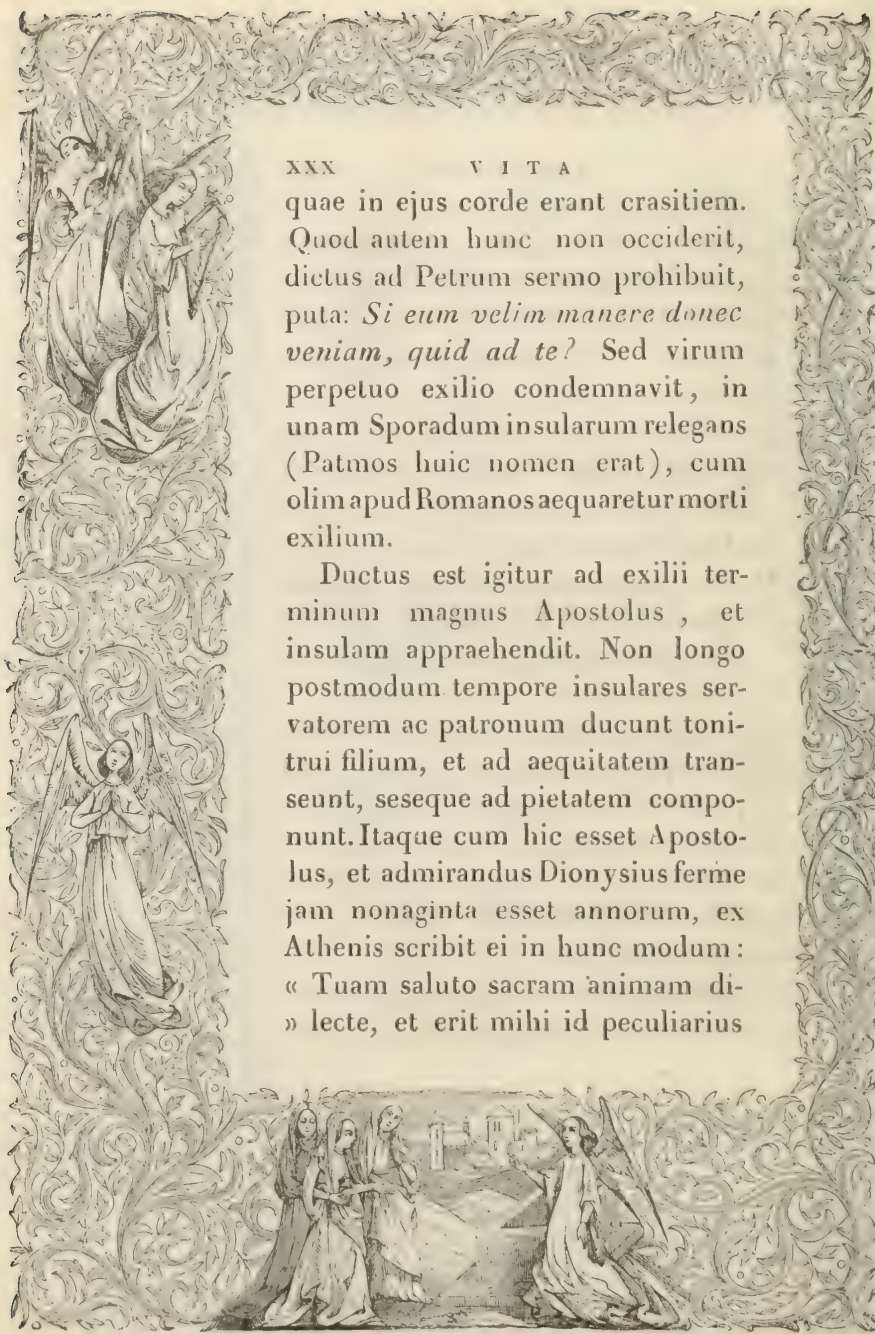 XXX VITA
quae in ejus corde erant crasitiem.
Quod autem hunc non occiderit,
dictus ad Petrum sermo prohibuit,
puta: Si eum velim manere donec
veniam, quid ad te? Sed virum
perpetuo exilio condemnavit, in
unam Sporadum insularum relegans
(Patmos huic nomen erat), cum
olim apud Romanos aequaretur morti
exilium.
Ductus est igitur ad exilii ter-
minum magnus Apostolus , et
insulam appraehendit. Non longo
postmodum tempore insulares ser-
vatorem ac patronum ducunt toni-
trui filium, et ad aequitatem tran-
seunt, seseque ad pietatem compo-
nunt. Itaque cum hic esset Aposto-
lus, et admirandus Dionysius ferme
jam nonaginta esset annorum, ex
Athenis scribit ei in hunc modum :
« Tuam saluto sacram animam di-
» lecte, et erit mihi id peculiarius